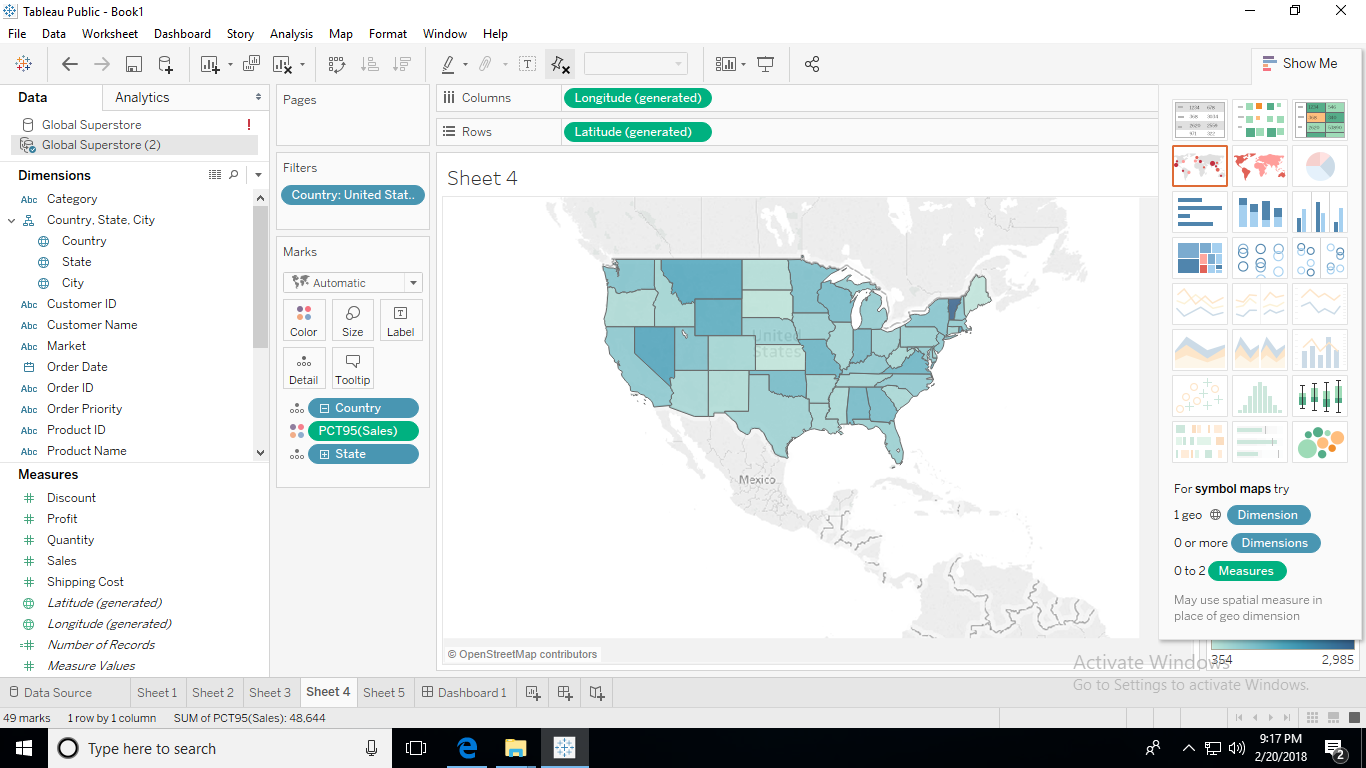 Tableau Public - Book1
File Data Worksheet Dashboard Story Analysis Map Format Window Help
Show Me
Data Analytics
Global Superstore !
Global Superstore (2)
Dimensions
Abc Category
Country, State, City
Country
State
City
Abc Customer ID
Abc Customer Name
Abc Market
Order Date
Abc Order ID
Abc Order Priority
Abc Product ID
Abc Product Name
Measures
# Discount
# Profit
# Quantity
# Sales
# Shipping Cost
Latitude (generated)
Longitude (generated)
=# Number of Records
# Measure Values
Pages
Filters
Country: United Stat..
Marks
Automatic
Color Size Label
Detail Tooltip
Country
PCT95(Sales)
State
Columns Longitude (generated)
Rows Latitude (generated)
Sheet 4
United
States
Mexico
© OpenStreetMap contributors
For symbol maps try
1 geo Dimension
0 or more Dimensions
0 to 2 Measures
May use spatial measure in
place of geo dimension
354 2,985
Activate Windows
Go to Settings to activate Windows.
Data Source Sheet 1 Sheet 2 Sheet 3 Sheet 4 Sheet 5 Dashboard 1
49 marks 1 row by 1 column SUM of PCT95(Sales): 48,644
Type here to search
9:17 PM
2/20/2018
2